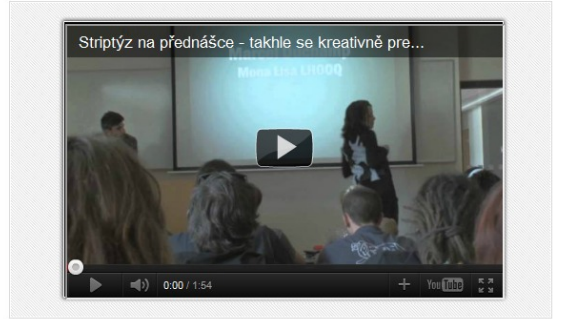 Striptýz na přednášce - takhle se kreativně pre...
Mona Lisa LHOOQ
0:00 / 1:54
YouTube